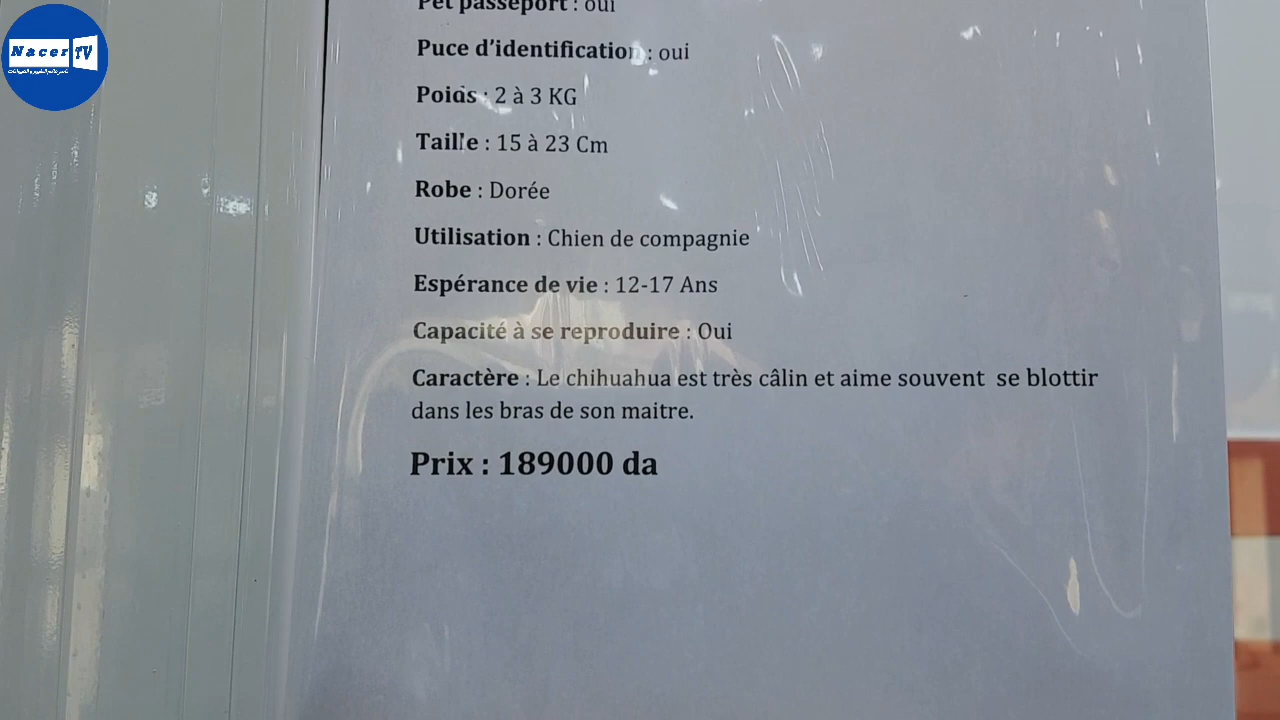 Nacer TV
Pet passeport : oui
Puce d'identification : oui
Poids : 2 à 3 KG
Taille : 15 à 23 Cm
Robe : Dorée
Utilisation : Chien de compagnie
Espérance de vie : 12-17 Ans
Capacité à se reproduire : Oui
Caractère : Le chihuahua est très câlin et aime souvent se blottir
dans les bras de son maitre.
Prix : 189000 da